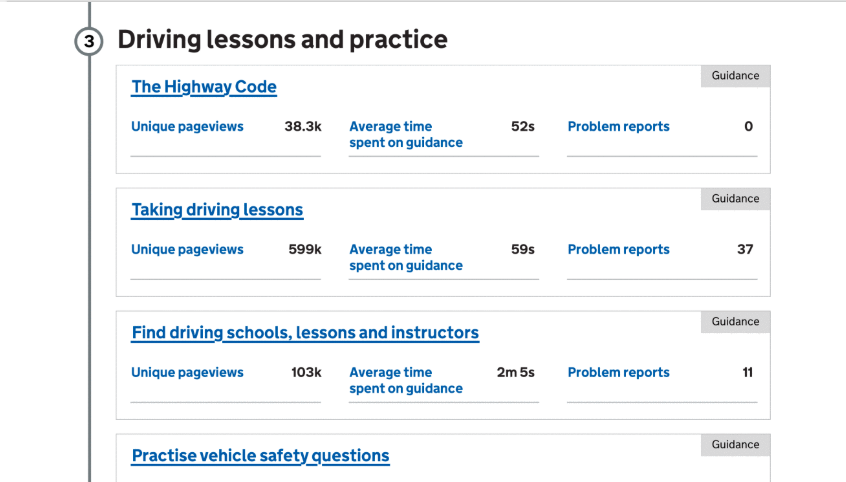 3 Driving lessons and practice
Guidance
The Highway Code
Unique pageviews 38.3k Average time spent on guidance 52s Problem reports 0
Guidance
Taking driving lessons
Unique pageviews 599k Average time spent on guidance 59s Problem reports 37
Guidance
Find driving schools, lessons and instructors
Unique pageviews 103k Average time spent on guidance 2m 5s Problem reports 11
Guidance
Practise vehicle safety questions